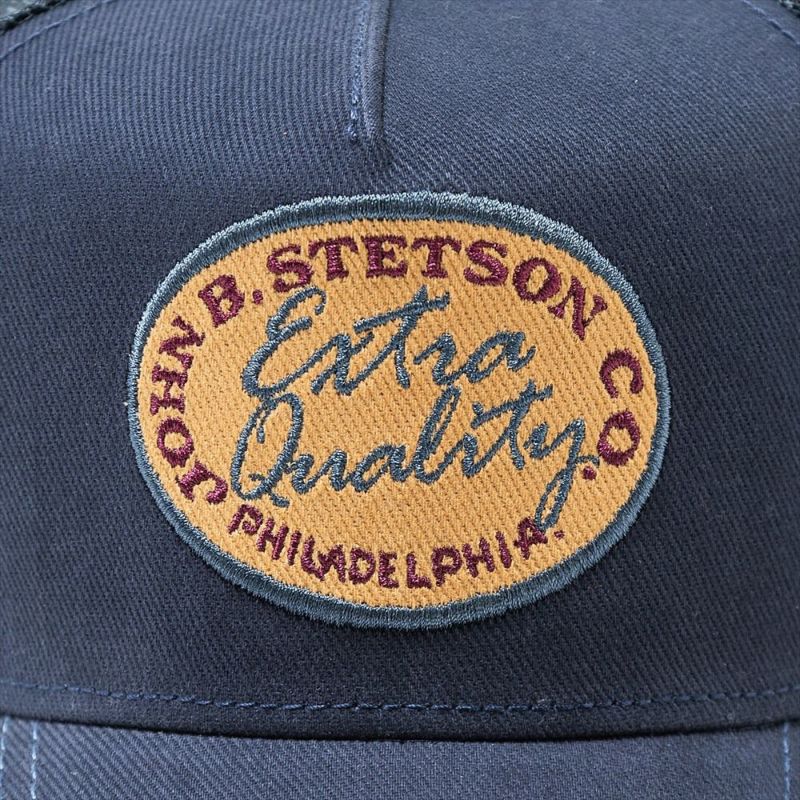 JOHN B. STETSON CO.
Extra
Quality
PHILADELPHIA.